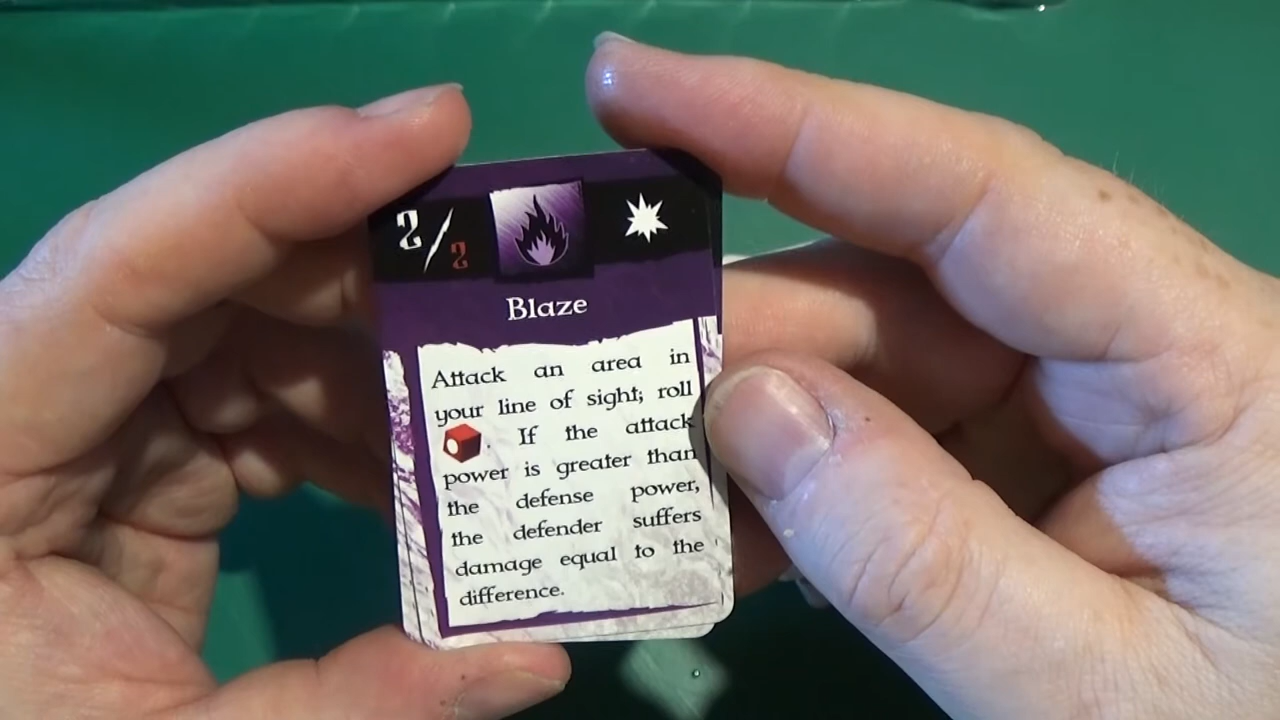 2/2
Blaze
Attack an area in
your line of sight; roll
. If the attack
power is greater than
the defense power,
the defender suffers
damage equal to the
difference.